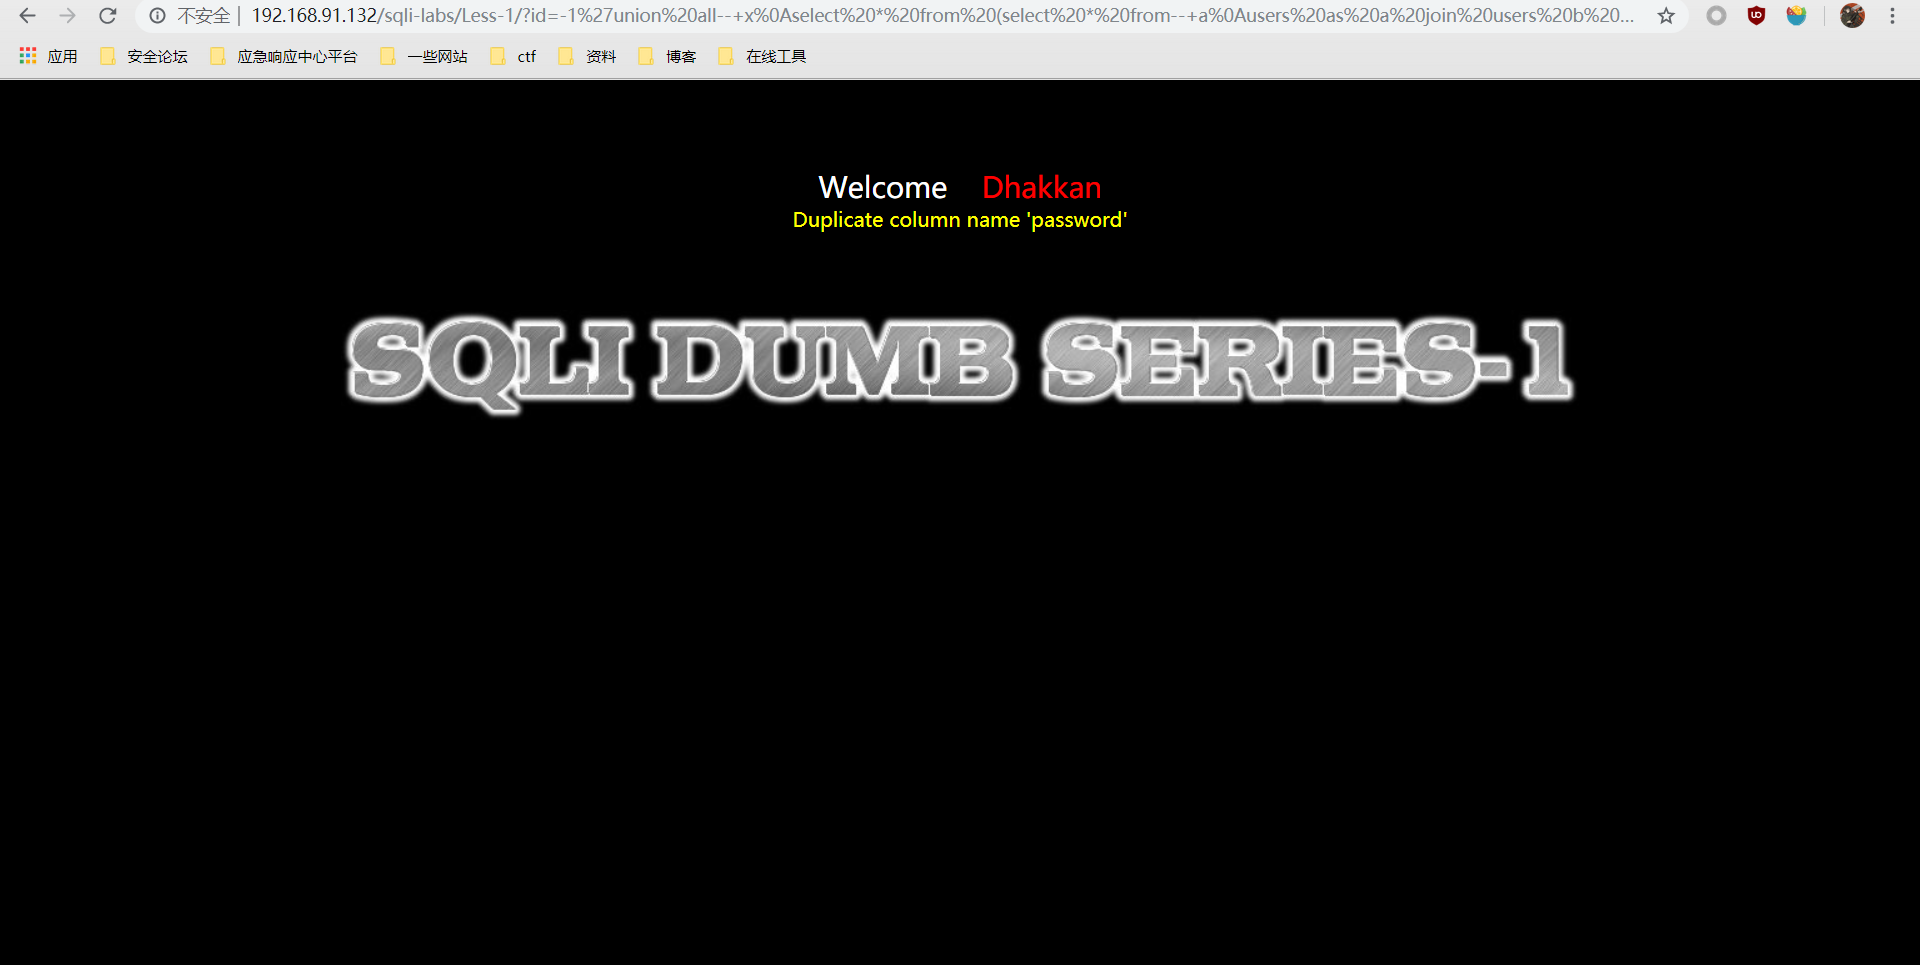 不安全 | 192.168.91.132/sqli-labs/Less-1/?id=-1%27union%20all--+x%0Aselect%20*%20from%20(select%20*%20from--+a%0Ausers%20as%20a%20join%20users%20b%20...
应用 安全论坛 应急响应中心平台 一些网站 ctf 资料 博客 在线工具
Welcome Dhakkan
Duplicate column name 'password'
SQLI DUMB SERIES-1